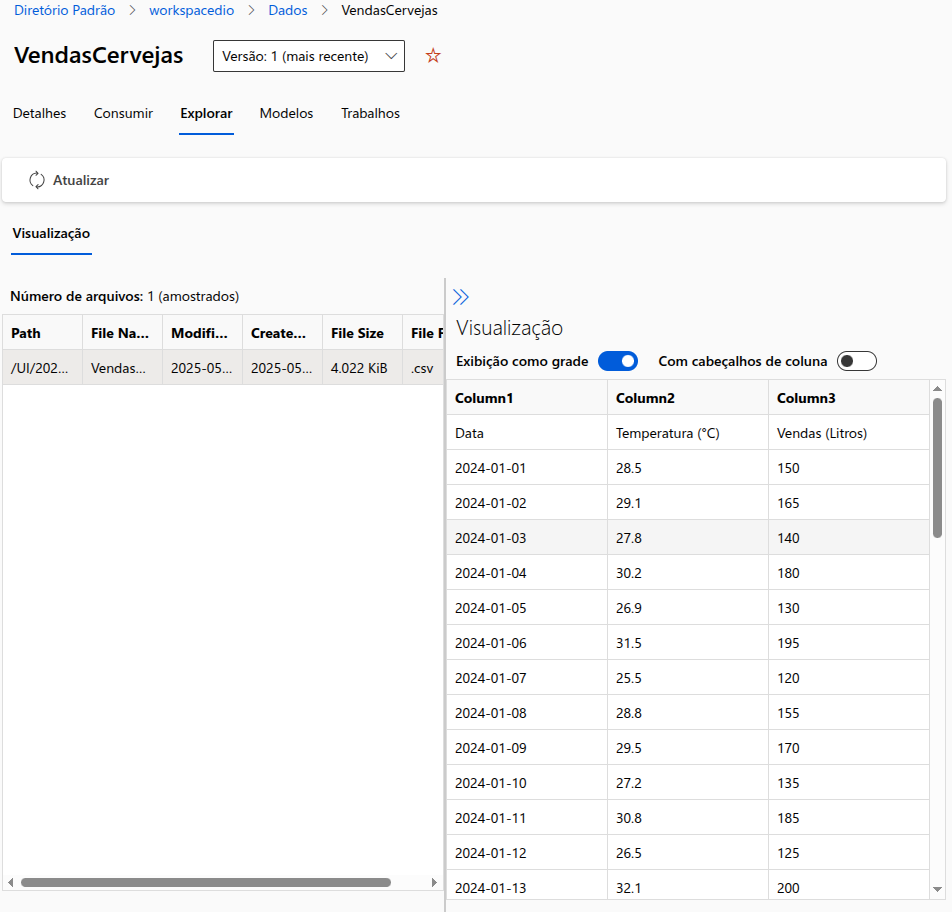 Diretório Padrão > workspacedio > Dados > VendasCervejas
VendasCervejas Versão: 1 (mais recente)
Detalhes Consumir Explorar Modelos Trabalhos
Atualizar
Visualização
Número de arquivos: 1 (amostrados)
Path File Na... Modifi... Create... File Size File F
/UI/202... Vendas... 2025-05... 2025-05... 4.022 KiB .csv
Visualização
Exibição como grade Com cabeçalhos de coluna
Column1 Column2 Column3
Data Temperatura (°C) Vendas (Litros)
2024-01-01 28.5 150
2024-01-02 29.1 165
2024-01-03 27.8 140
2024-01-04 30.2 180
2024-01-05 26.9 130
2024-01-06 31.5 195
2024-01-07 25.5 120
2024-01-08 28.8 155
2024-01-09 29.5 170
2024-01-10 27.2 135
2024-01-11 30.8 185
2024-01-12 26.5 125
2024-01-13 32.1 200